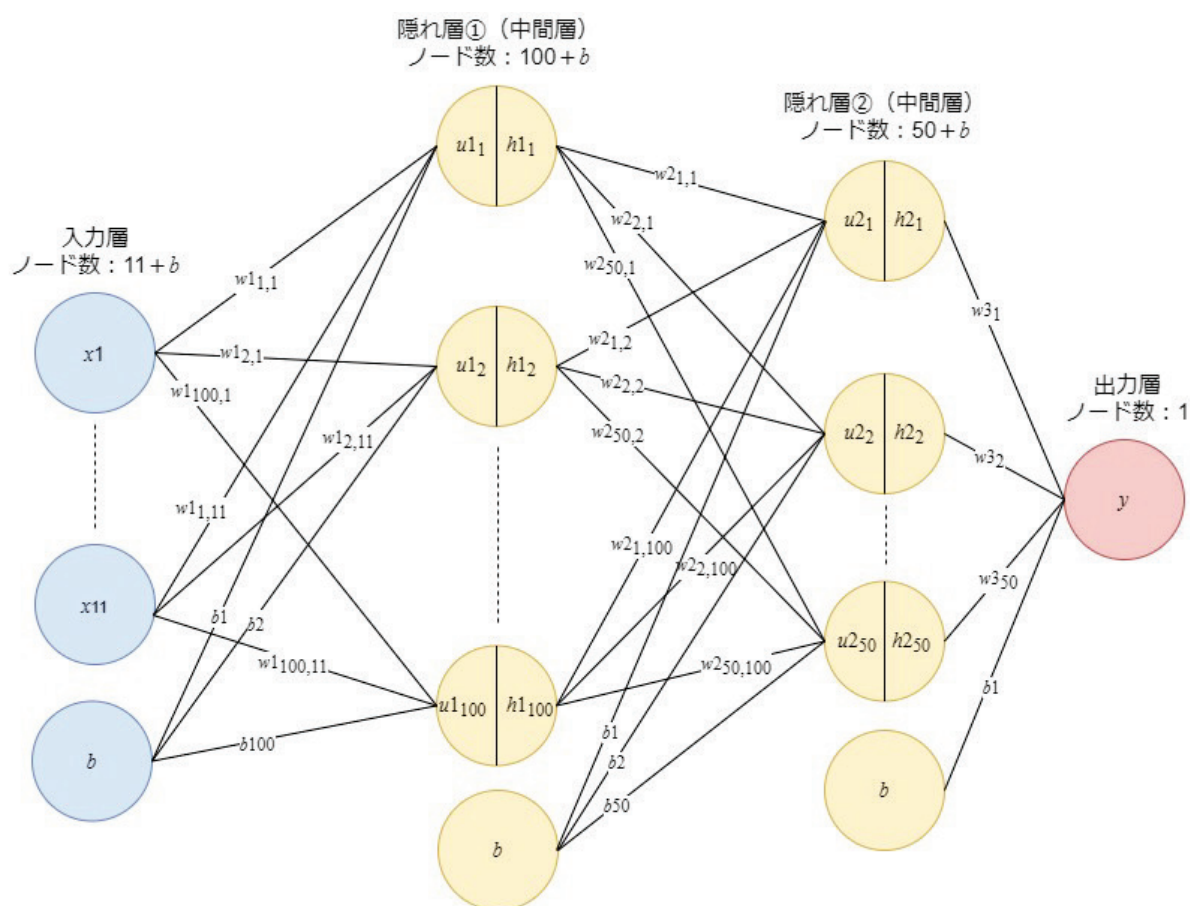 隠れ層①（中間層）
ノード数：100＋b
隠れ層②（中間層）
ノード数：50＋b
入力層
ノード数：11＋b
出力層
ノード数：1
x1
x11
b
w1₁,₁
w1₂,₁
w1₁₀₀,₁
w1₂,₁₁
w1₁,₁₁
w1₁₀₀,₁₁
b1
b2
b100
u1₁ h1₁
u1₂ h1₂
u1₁₀₀ h1₁₀₀
b
w2₁,₁
w2₂,₁
w2₅₀,₁
w2₁,₂
w2₂,₂
w2₅₀,₂
w2₁,₁₀₀
w2₂,₁₀₀
w2₅₀,₁₀₀
b1
b2
b50
u2₁ h2₁
u2₂ h2₂
u2₅₀ h2₅₀
b
w3₁
w3₂
w3₅₀
b1
y